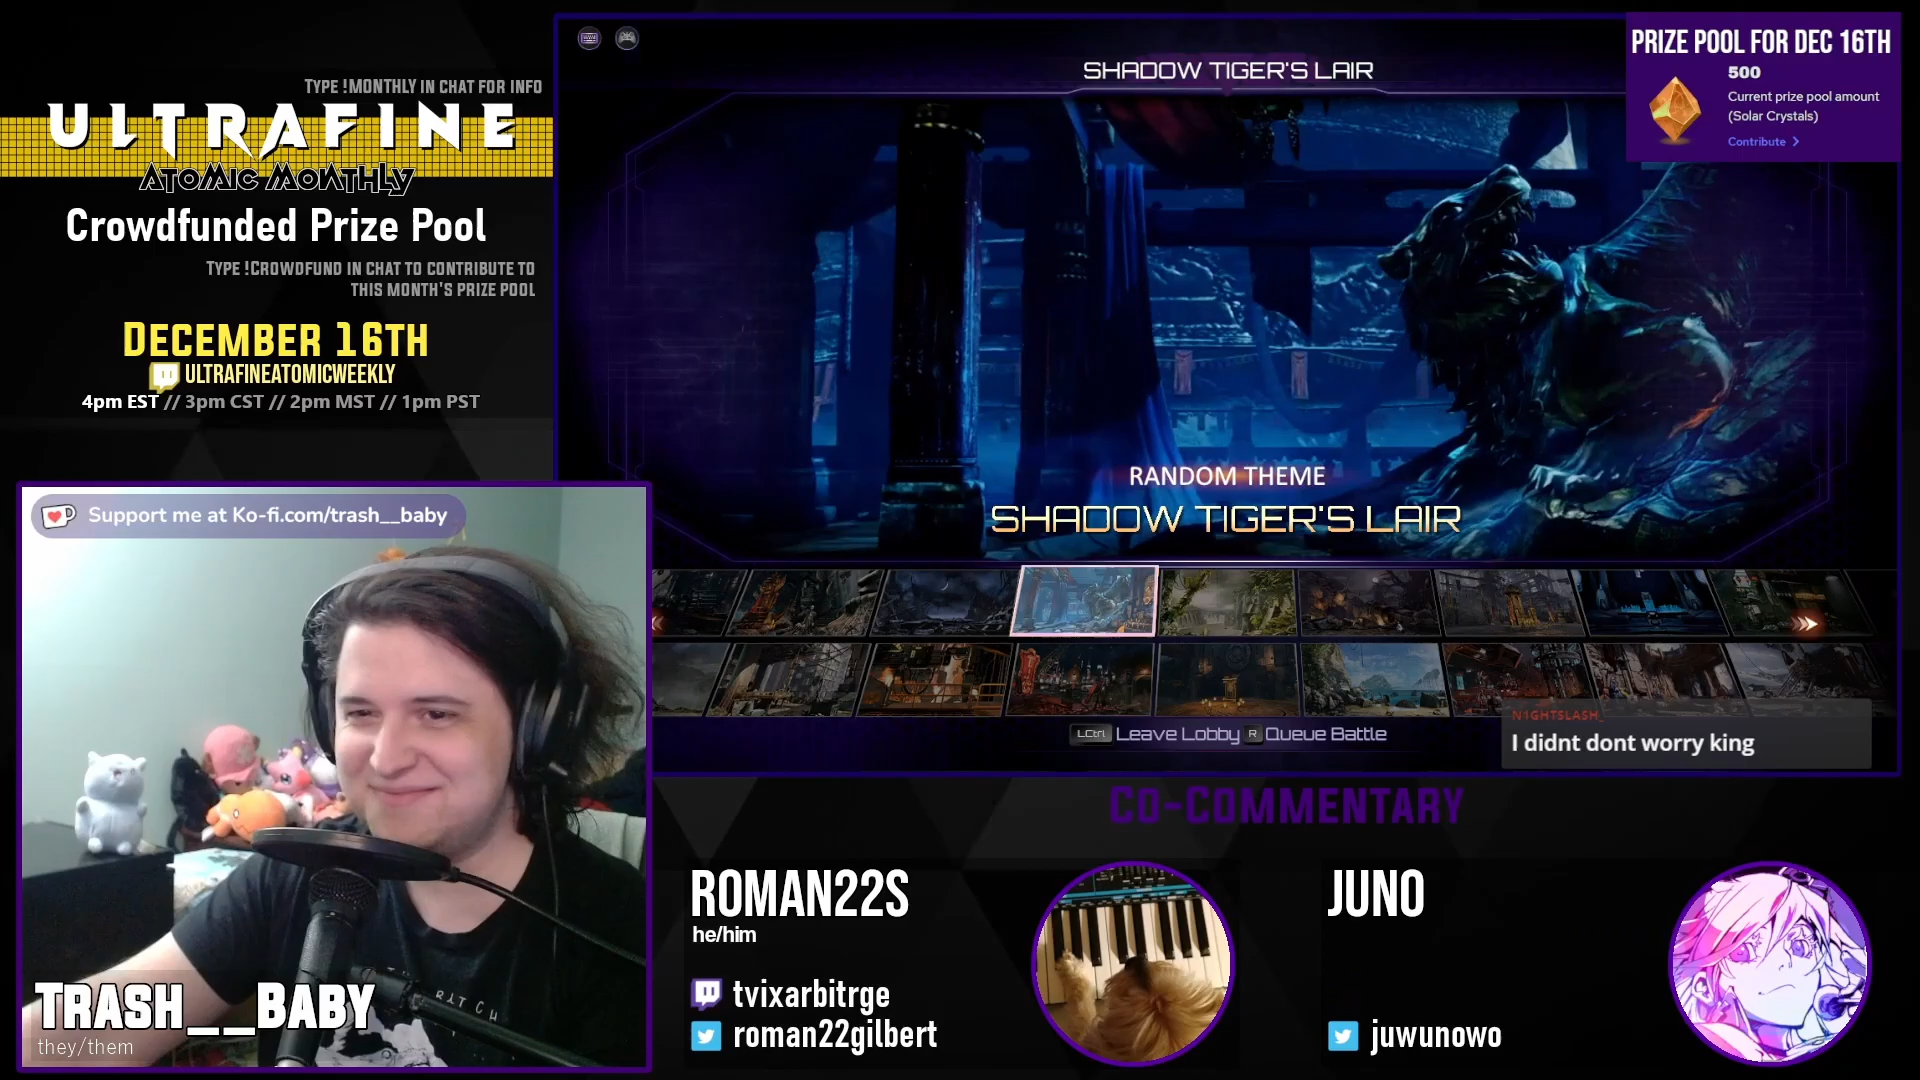 Type !Monthly in chat for info
ULTRAFINE
Atomic Monthly
Crowdfunded Prize Pool
Type !Crowdfund in chat to contribute to
this month's prize pool
December 16th
ULTRAFINEATOMICWEEKLY
4pm EST // 3pm CST // 2pm MST // 1pm PST
SHADOW TIGER'S LAIR
RANDOM THEME
SHADOW TIGER'S LAIR
LCtrl Leave Lobby R Queue Battle
PRIZE POOL FOR DEC 16TH
500
Current prize pool amount
(Solar Crystals)
Contribute
N1GHTSLASH_
I didnt dont worry king
Support me at Ko-fi.com/trash__baby
Trash__Baby
they/them
Co-Commentary
ROMAN22S
he/him
tvixarbitrge
roman22gilbert
JUNO
juwunowo